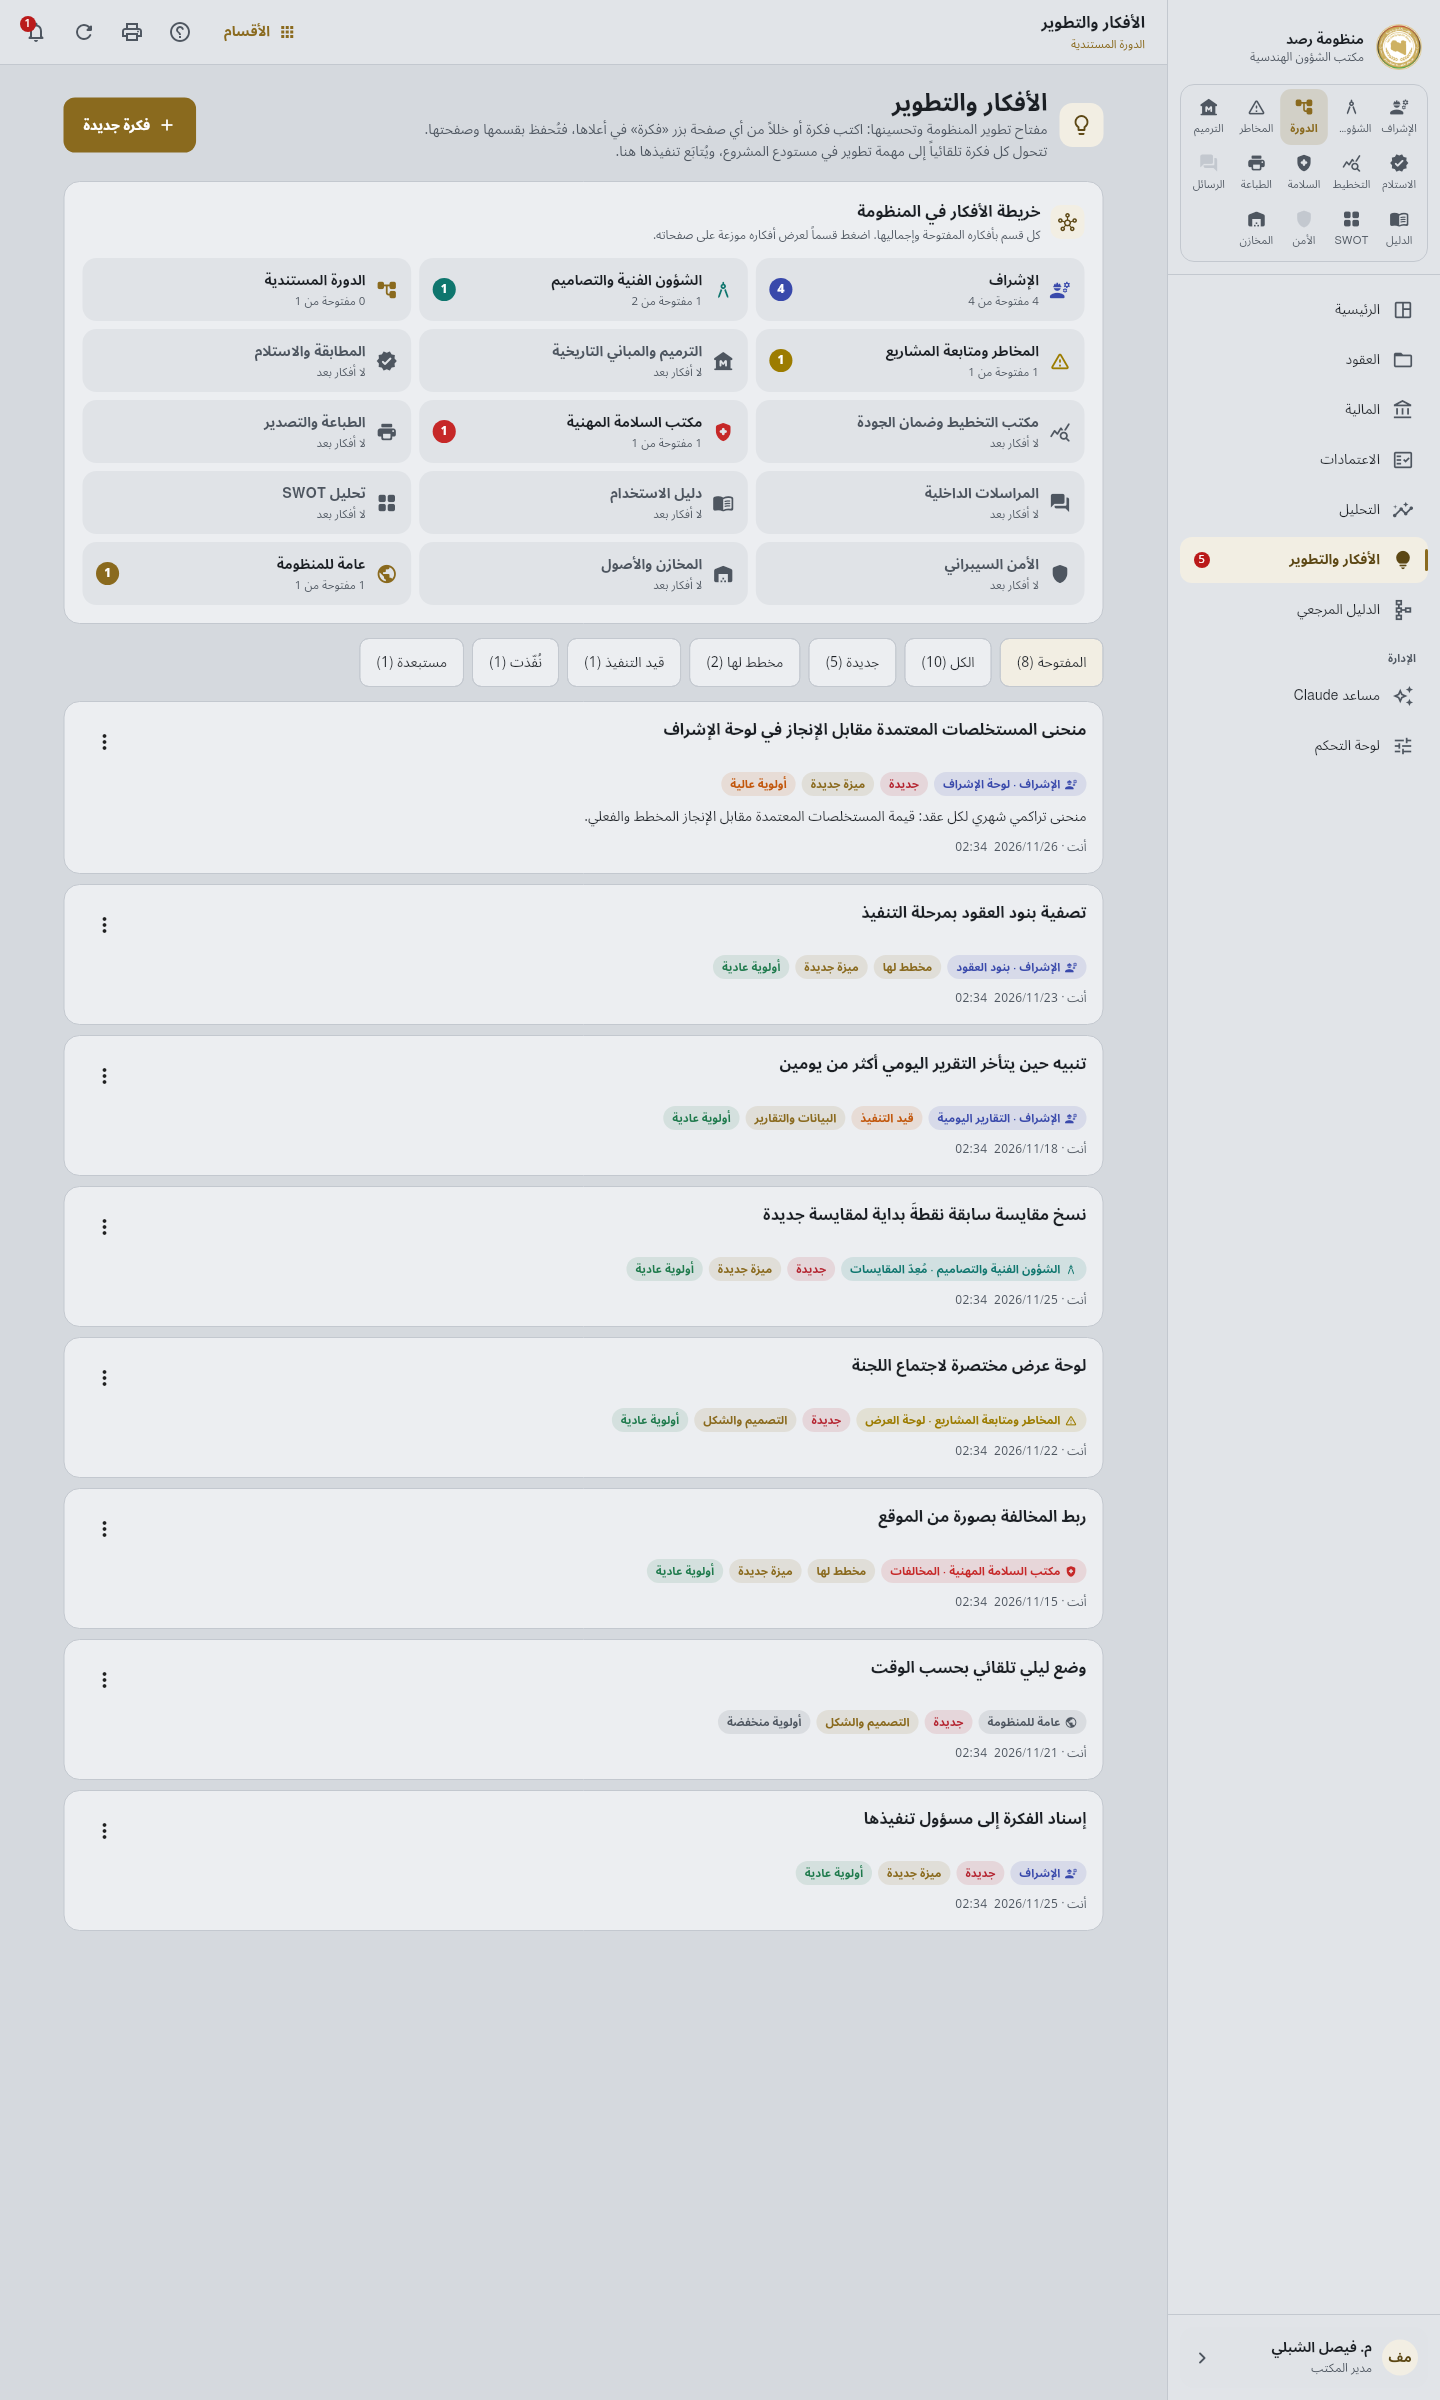 منظومة رصد
مكتب الشؤون الهندسية
الإشراف
الشؤو...
الدورة
المخاطر
الترميم
الاستلام
التخطيط
السلامة
الطباعة
الرسائل
الدليل
SWOT
الأمن
المخازن
الرئيسية
العقود
المالية
الاعتمادات
التحليل
الأفكار والتطوير
5
الدليل المرجعي
الإدارة
مساعد Claude
لوحة التحكم
م. فيصل الشبلي
مدير المكتب
مف
الأفكار والتطوير
الدورة المستندية
الأقسام
1
الأفكار والتطوير
مفتاح تطوير المنظومة وتحسينها: اكتب فكرة أو خللاً من أي صفحة بزر «فكرة» في أعلاها، فتُحفظ بقسمها وصفحتها.
تتحول كل فكرة تلقائياً إلى مهمة تطوير في مستودع المشروع، ويُتابَع تنفيذها هنا.
فكرة جديدة
خريطة الأفكار في المنظومة
كل قسم بأفكاره المفتوحة وإجماليها. اضغط قسماً لعرض أفكاره موزعة على صفحاته.
الإشراف
4 مفتوحة من 4
4
الشؤون الفنية والتصاميم
1 مفتوحة من 2
1
الدورة المستندية
0 مفتوحة من 1
المخاطر ومتابعة المشاريع
1 مفتوحة من 1
1
الترميم والمباني التاريخية
لا أفكار بعد
المطابقة والاستلام
لا أفكار بعد
مكتب التخطيط وضمان الجودة
لا أفكار بعد
مكتب السلامة المهنية
1 مفتوحة من 1
1
الطباعة والتصدير
لا أفكار بعد
المراسلات الداخلية
لا أفكار بعد
دليل الاستخدام
لا أفكار بعد
تحليل SWOT
لا أفكار بعد
الأمن السيبراني
لا أفكار بعد
المخازن والأصول
لا أفكار بعد
عامة للمنظومة
1 مفتوحة من 1
1
المفتوحة (8)
الكل (10)
جديدة (5)
مخطط لها (2)
قيد التنفيذ (1)
نُفّذت (1)
مستبعدة (1)
منحنى المستخلصات المعتمدة مقابل الإنجاز في لوحة الإشراف
الإشراف · لوحة الإشراف
جديدة
ميزة جديدة
أولوية عالية
منحنى تراكمي شهري لكل عقد: قيمة المستخلصات المعتمدة مقابل الإنجاز المخطط والفعلي.
أنت · 2026/11/26 02:34
تصفية بنود العقود بمرحلة التنفيذ
الإشراف · بنود العقود
مخطط لها
ميزة جديدة
أولوية عادية
أنت · 2026/11/23 02:34
تنبيه حين يتأخر التقرير اليومي أكثر من يومين
الإشراف · التقارير اليومية
قيد التنفيذ
البيانات والتقارير
أولوية عادية
أنت · 2026/11/18 02:34
نسخ مقايسة سابقة نقطةَ بداية لمقايسة جديدة
الشؤون الفنية والتصاميم · مُعِدّ المقايسات
جديدة
ميزة جديدة
أولوية عادية
أنت · 2026/11/25 02:34
لوحة عرض مختصرة لاجتماع اللجنة
المخاطر ومتابعة المشاريع · لوحة العرض
جديدة
التصميم والشكل
أولوية عادية
أنت · 2026/11/22 02:34
ربط المخالفة بصورة من الموقع
مكتب السلامة المهنية · المخالفات
مخطط لها
ميزة جديدة
أولوية عادية
أنت · 2026/11/15 02:34
وضع ليلي تلقائي بحسب الوقت
عامة للمنظومة
جديدة
التصميم والشكل
أولوية منخفضة
أنت · 2026/11/21 02:34
إسناد الفكرة إلى مسؤول تنفيذها
الإشراف
جديدة
ميزة جديدة
أولوية عادية
أنت · 2026/11/25 02:34